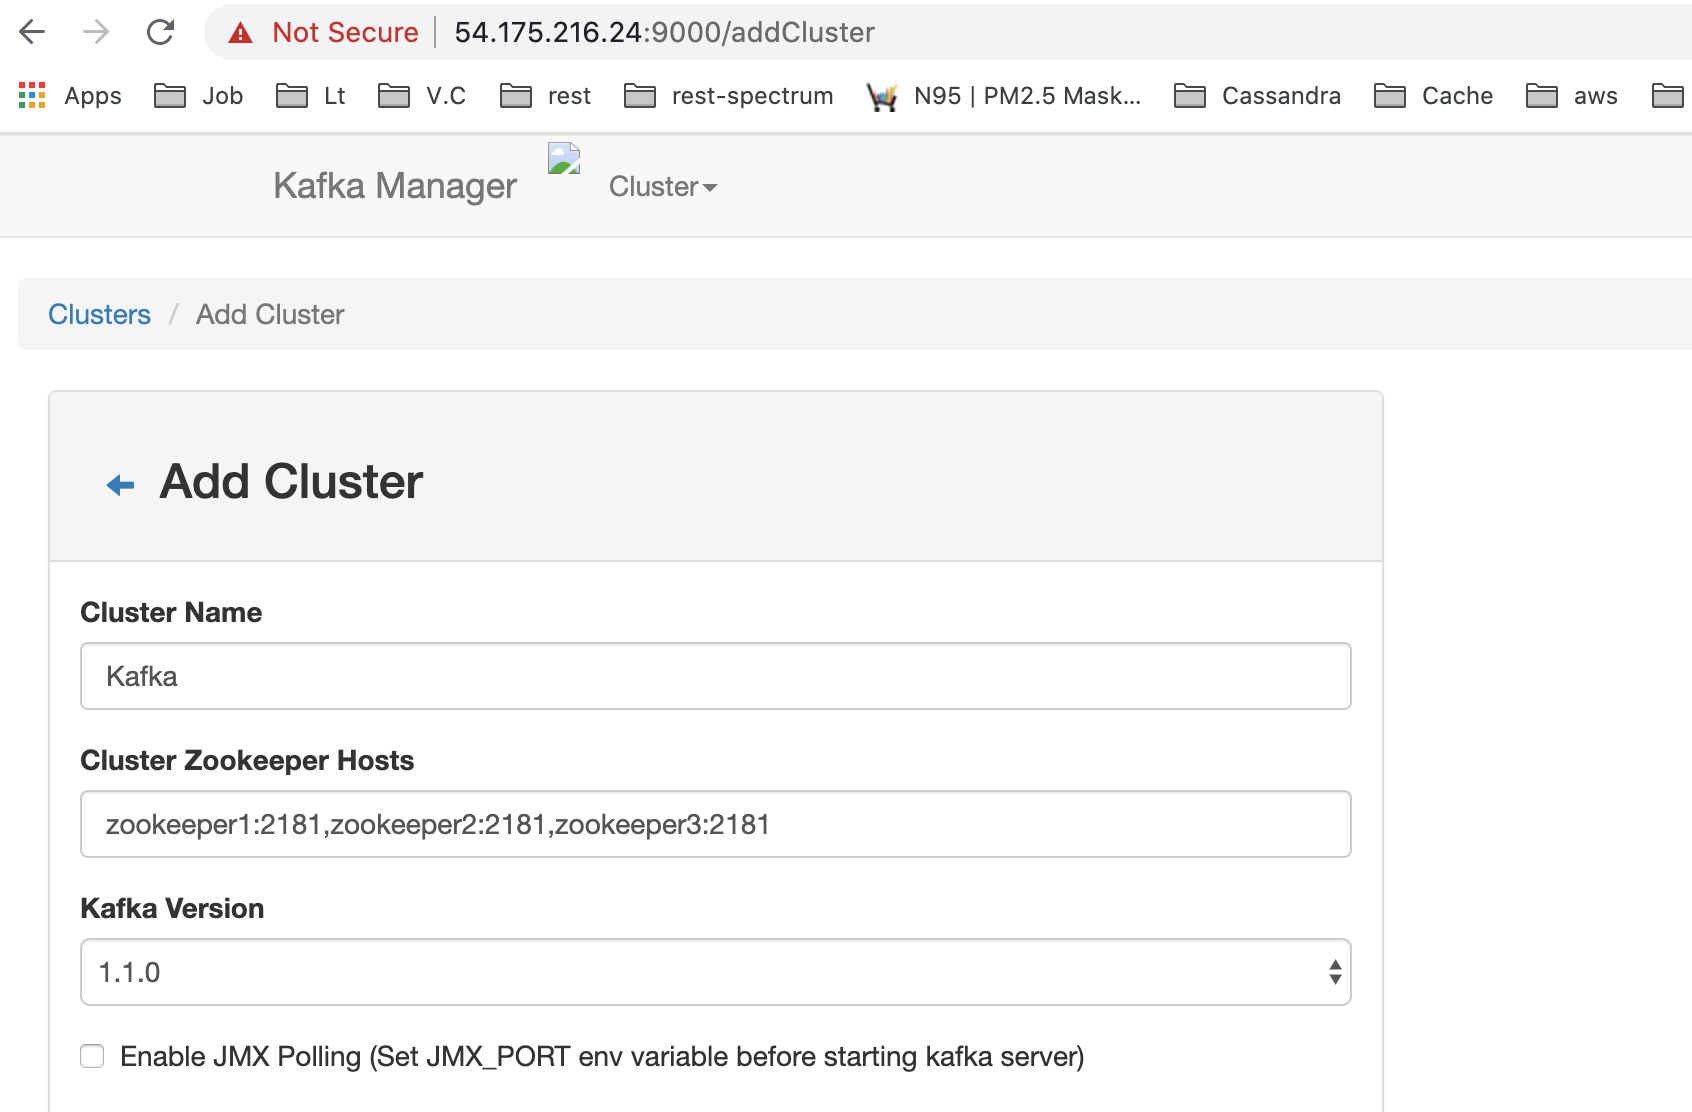 Not Secure | 54.175.216.24:9000/addCluster
Apps Job Lt V.C rest rest-spectrum N95 | PM2.5 Mask... Cassandra Cache aws
Kafka Manager Cluster
Clusters / Add Cluster
Add Cluster
Cluster Name
Kafka
Cluster Zookeeper Hosts
zookeeper1:2181,zookeeper2:2181,zookeeper3:2181
Kafka Version
1.1.0
Enable JMX Polling (Set JMX_PORT env variable before starting kafka server)